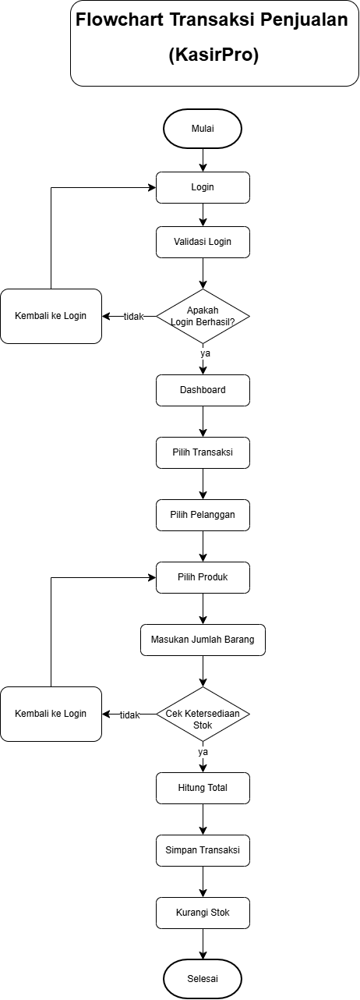 Flowchart Transaksi Penjualan
(KasirPro)
Mulai
Login
Validasi Login
Apakah
Login Berhasil?
tidak
Kembali ke Login
ya
Dashboard
Pilih Transaksi
Pilih Pelanggan
Pilih Produk
Masukan Jumlah Barang
Cek Ketersediaan
Stok
tidak
Kembali ke Login
ya
Hitung Total
Simpan Transaksi
Kurangi Stok
Selesai